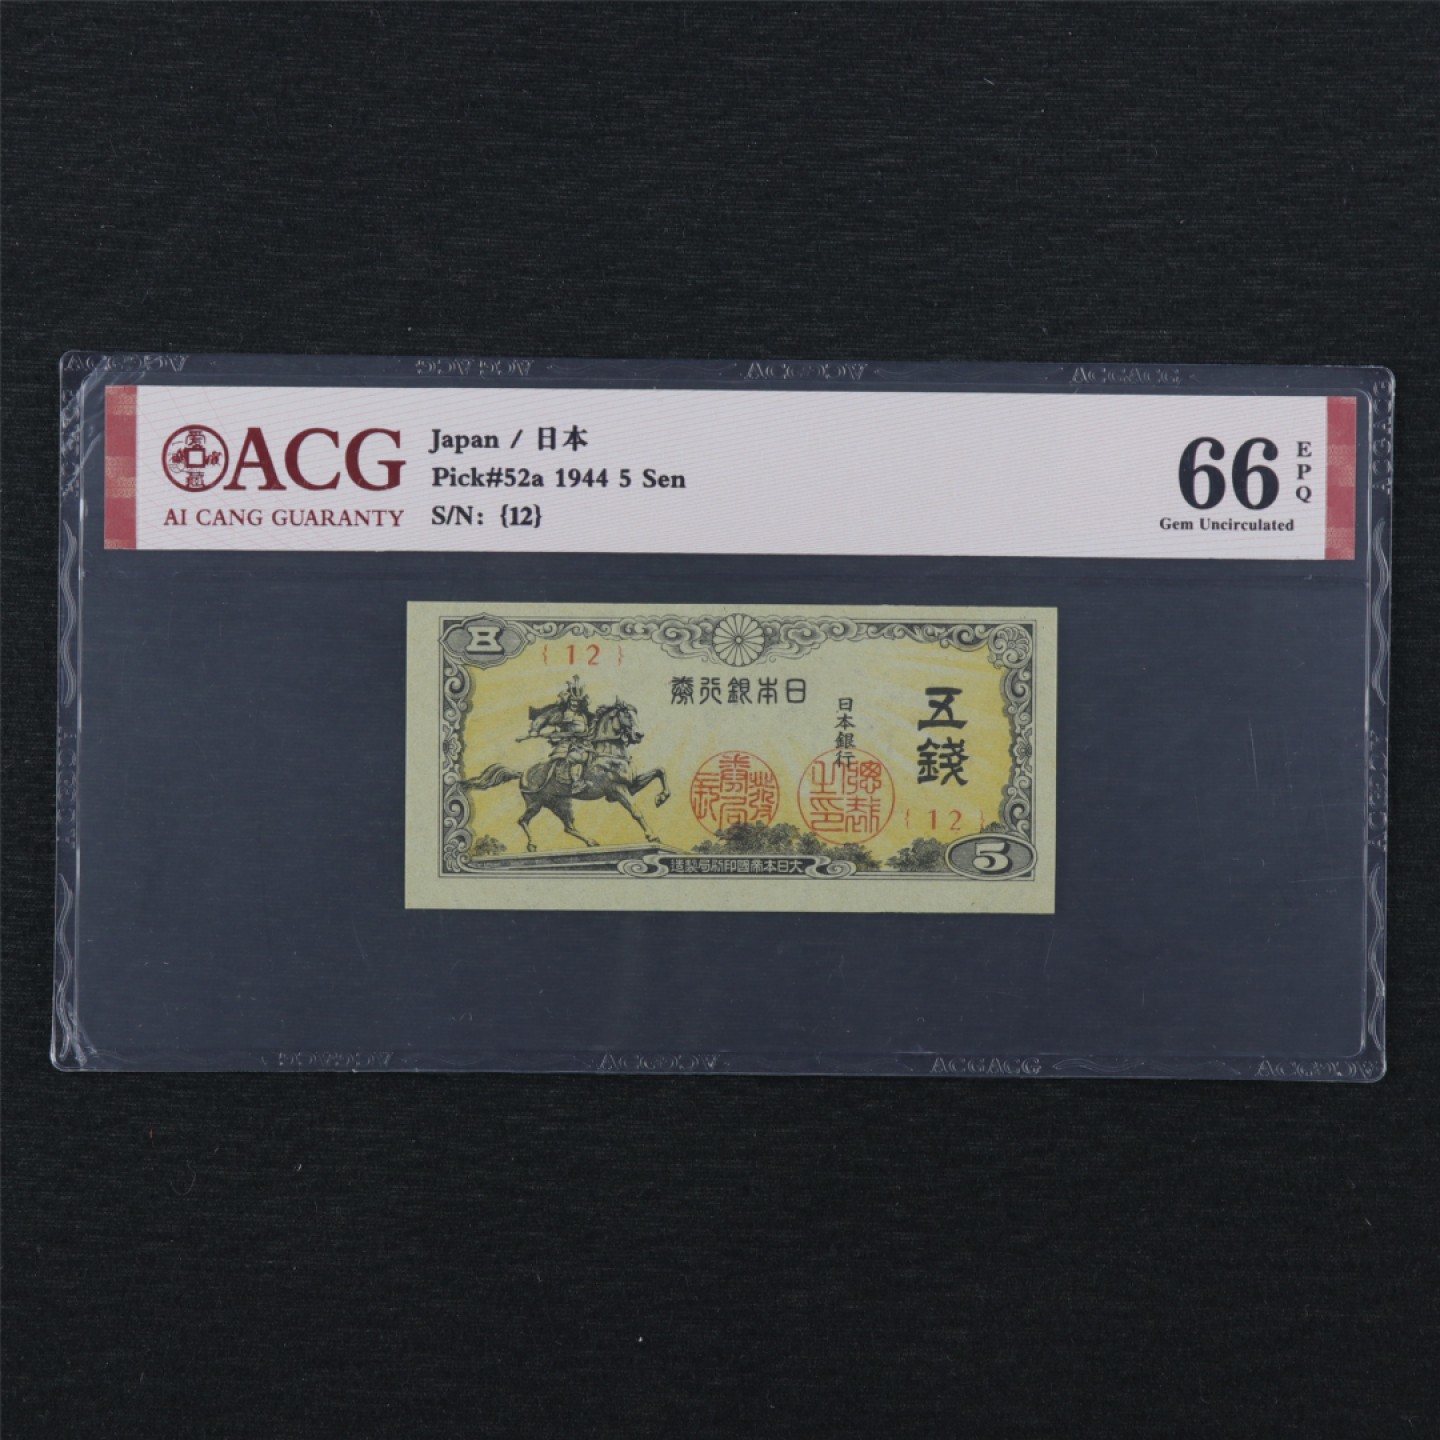 ACG
AI CANG GUARANTY
Japan / 日本
Pick#52a 1944 5 Sen
S/N: {12}
66
EPQ
Gem Uncirculated
五
{12}
券行銀本日
日本銀行
五錢
{12}
造製局刷印國帝本日大
5